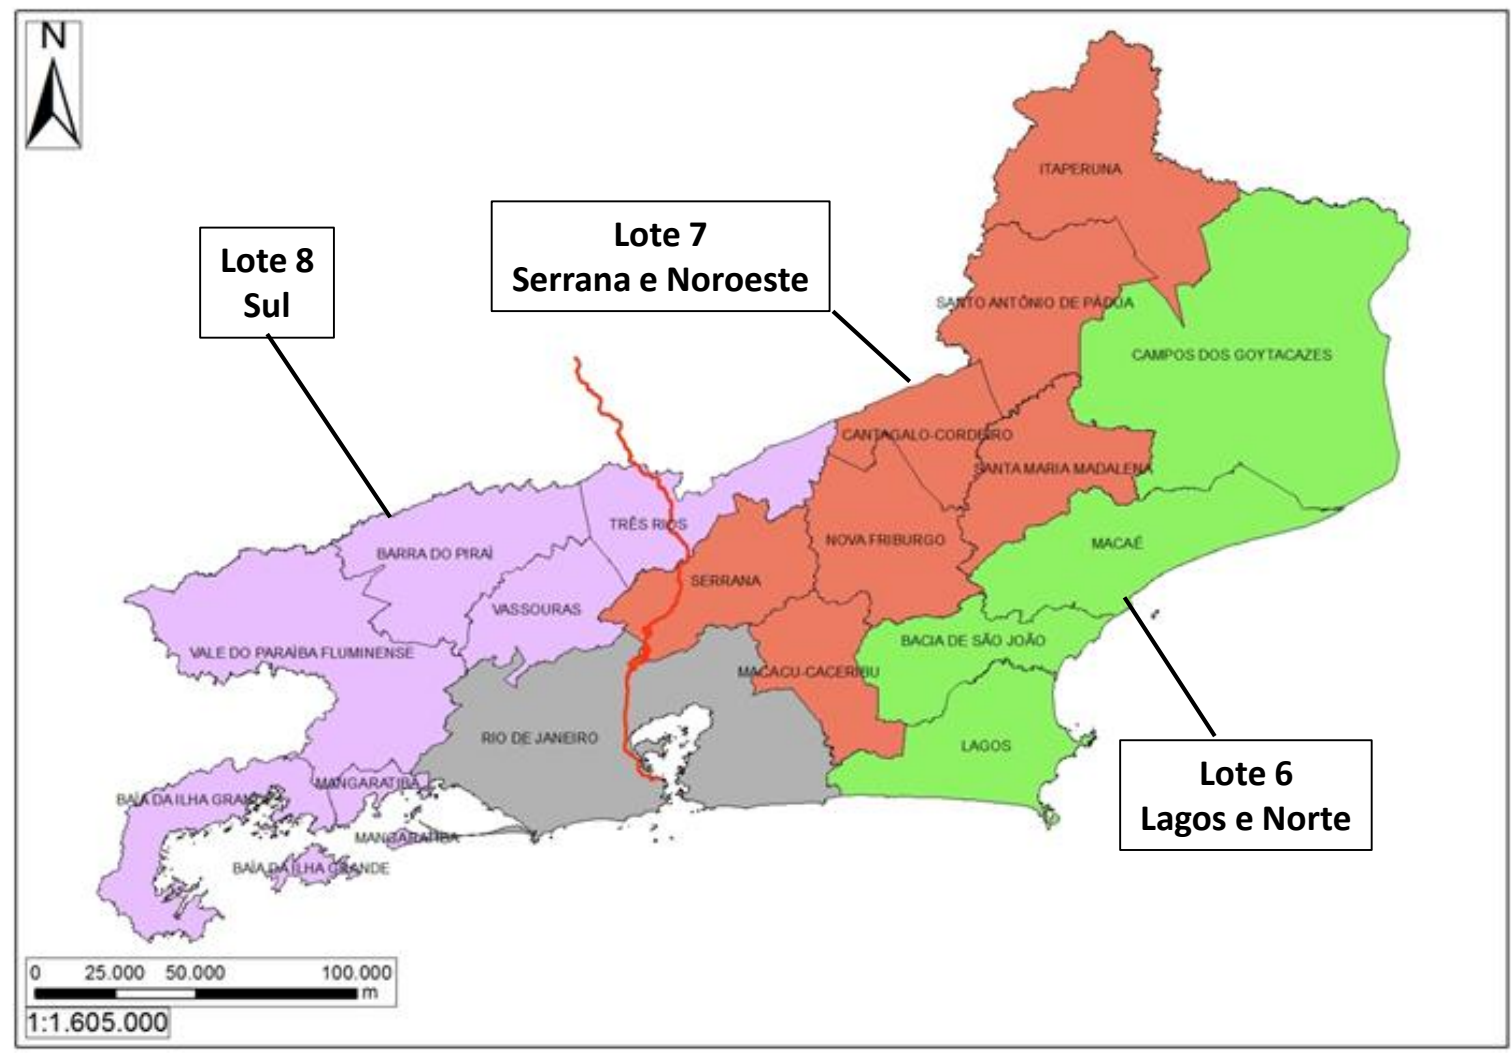 N
ITAPERUNA
Lote 7
Serrana e Noroeste
Lote 8
Sul
SANTO ANTÔNIO DE PÁDUA
CAMPOS DOS GOYTACAZES
CANTAGALO-CORDEIRO
SANTA MARIA MADALENA
TRÊS RIOS
NOVA FRIBURGO
MACAÉ
BARRA DO PIRAÍ
SERRANA
VASSOURAS
BACIA DE SÃO JOÃO
VALE DO PARAÍBA FLUMINENSE
MACACU-CACERIBU
RIO DE JANEIRO
LAGOS
Lote 6
Lagos e Norte
MANGARATIBA
BAÍA DA ILHA GRANDE
MANGARATIBA
BAÍA DA ILHA GRANDE
0 25.000 50.000 100.000
m
1:1.605.000